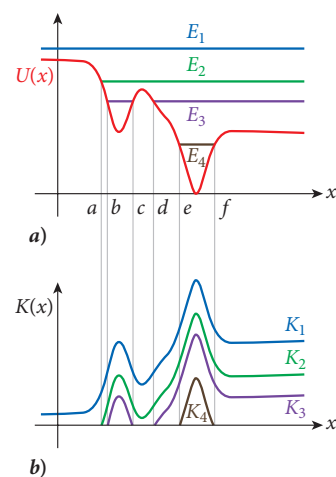 E₁
E₂
U(x)
E₃
E₄
x
a b c d e f
a)
K(x)
K₁
K₂
K₄
K₃
x
b)